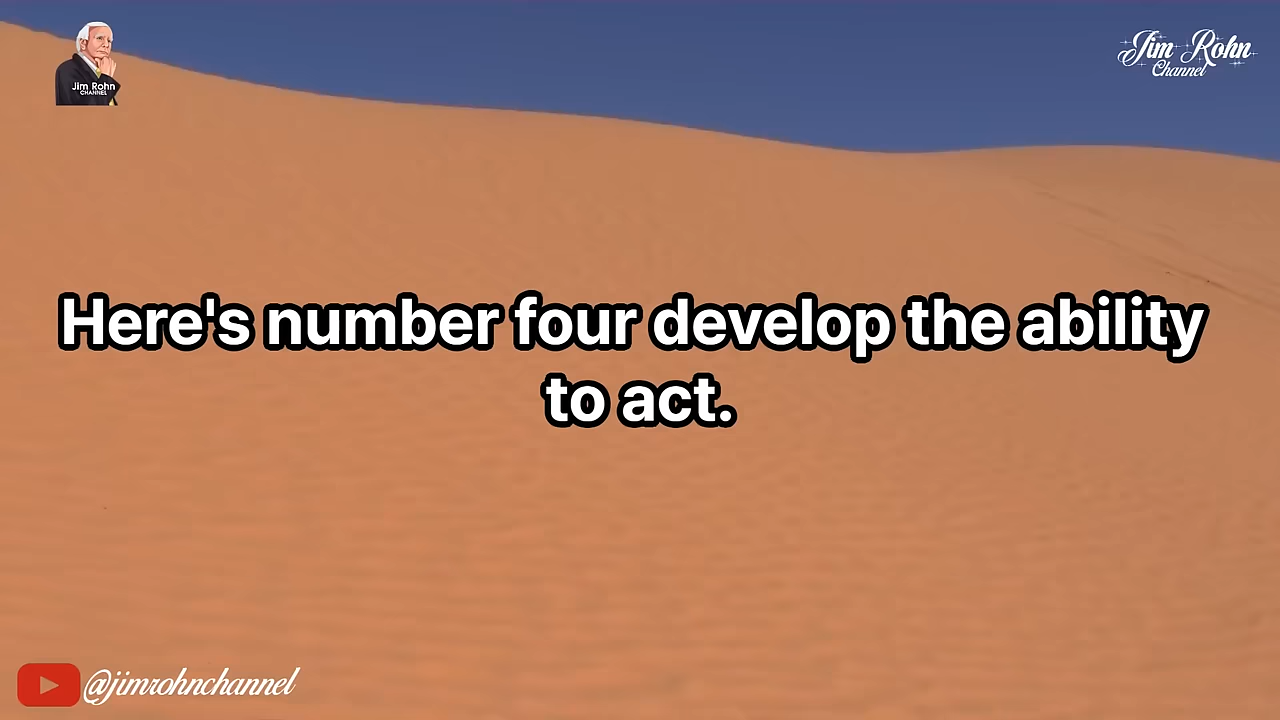 Jim Rohn
CHANNEL
Jim Rohn
Channel
Here's number four develop the ability
to act.
@jimrohnchannel